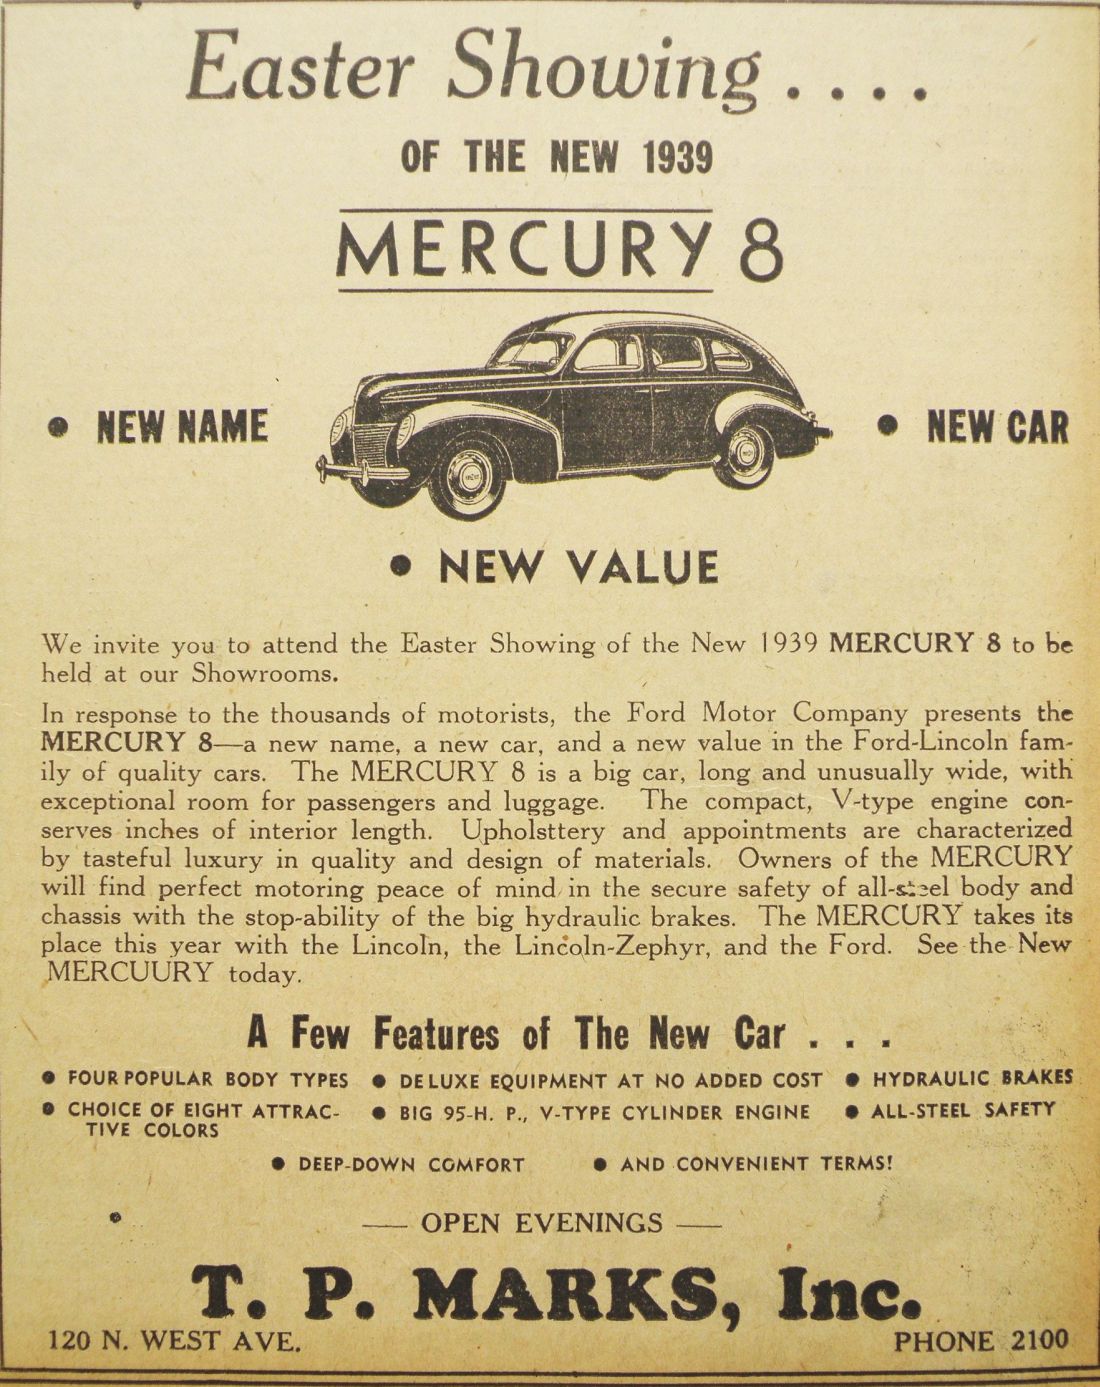 Easter Showing....
OF THE NEW 1939
MERCURY 8
• NEW NAME
• NEW CAR
• NEW VALUE
We invite you to attend the Easter Showing of the New 1939 MERCURY 8 to be
held at our Showrooms.
In response to the thousands of motorists, the Ford Motor Company presents the
MERCURY 8—a new name, a new car, and a new value in the Ford-Lincoln fam-
ily of quality cars. The MERCURY 8 is a big car, long and unusually wide, with
exceptional room for passengers and luggage. The compact, V-type engine con-
serves inches of interior length. Upholsttery and appointments are characterized
by tasteful luxury in quality and design of materials. Owners of the MERCURY
will find perfect motoring peace of mind in the secure safety of all-steel body and
chassis with the stop-ability of the big hydraulic brakes. The MERCURY takes its
place this year with the Lincoln, the Lincoln-Zephyr, and the Ford. See the New
MERCUURY today.
A Few Features of The New Car . . .
• FOUR POPULAR BODY TYPES • DE LUXE EQUIPMENT AT NO ADDED COST • HYDRAULIC BRAKES
• CHOICE OF EIGHT ATTRAC- • BIG 95-H. P., V-TYPE CYLINDER ENGINE • ALL-STEEL SAFETY
TIVE COLORS
• DEEP-DOWN COMFORT • AND CONVENIENT TERMS!
— OPEN EVENINGS —
T. P. MARKS, Inc.
120 N. WEST AVE. PHONE 2100